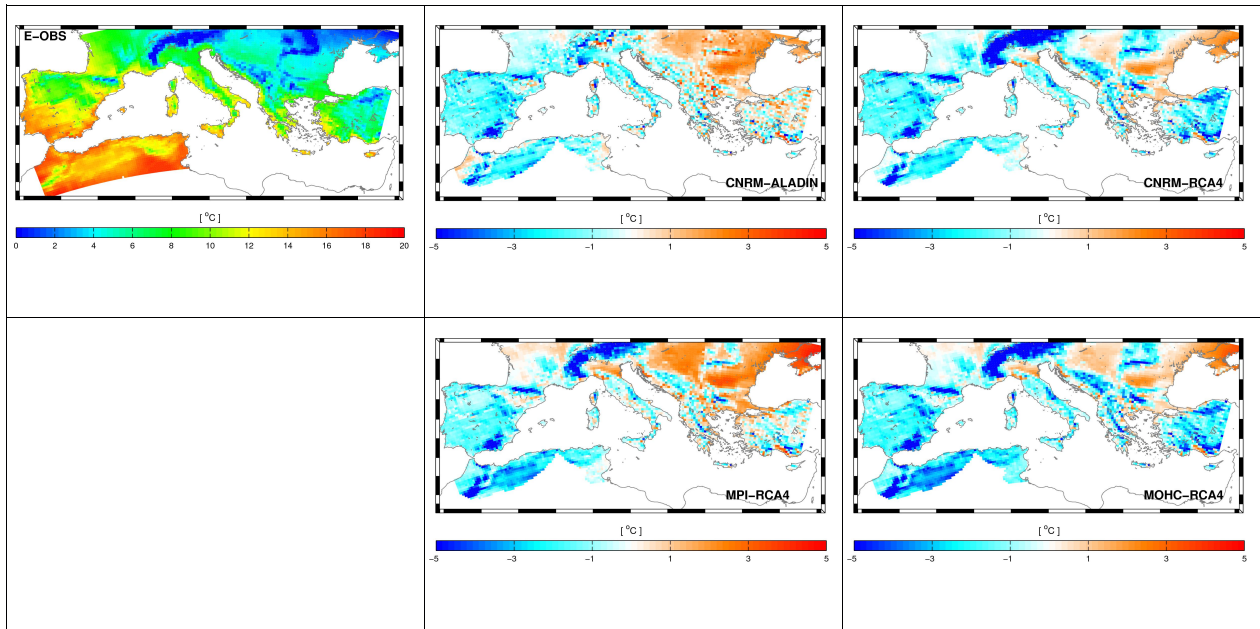 E-OBS
[ °C ]
0 2 4 6 8 10 12 14 16 18 20
CNRM-ALADIN
[ °C ]
−5 −3 −1 1 3 5
CNRM-RCA4
[ °C ]
−5 −3 −1 1 3 5
MPI-RCA4
[ °C ]
−5 −3 −1 1 3 5
MOHC-RCA4
[ °C ]
−5 −3 −1 1 3 5